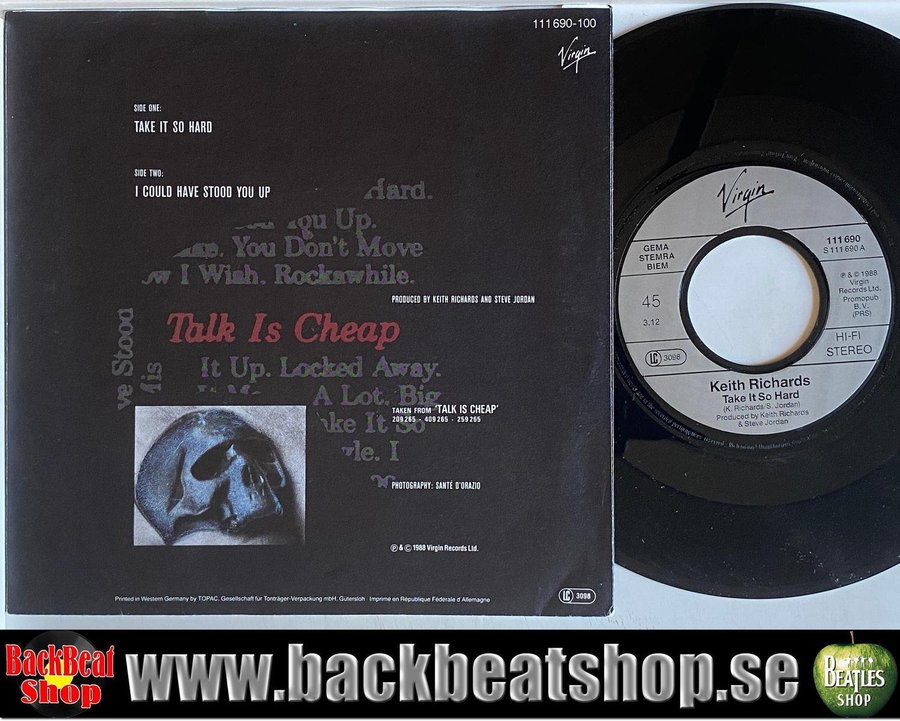 111 690-100
Virgin
SIDE ONE:
TAKE IT SO HARD
SIDE TWO:
I COULD HAVE STOOD YOU UP
Hard.
You Up.
You Don't Move
I Wish. Rockawhile.
PRODUCED BY KEITH RICHARDS AND STEVE JORDAN
Stood
Talk Is Cheap
It Up. Locked Away.
A Lot. Big
TAKEN FROM 'TALK IS CHEAP'
209 265 - 409 265 - 259 265
It So
I
PHOTOGRAPHY: SANTÉ D'ORAZIO
℗ & © 1988 Virgin Records Ltd.
Printed in Western Germany by TOPAC, Gesellschaft für Tonträger-Verpackung mbH, Gütersloh · Imprimé en République Fédérale d'Allemagne
LC 3098
Virgin
GEMA
STEMRA
BIEM
45
3.12
LC 3098
111 690
S 111 690 A
℗ & © 1988
Virgin
Records Ltd.
Promopub
B.V.
(PRS)
HI-FI
STEREO
Keith Richards
Take It So Hard
(K. Richards/S. Jordan)
Produced by Keith Richards
& Steve Jordan
BackBeat
Shop
www.backbeatshop.se
BEATLES
SHOP